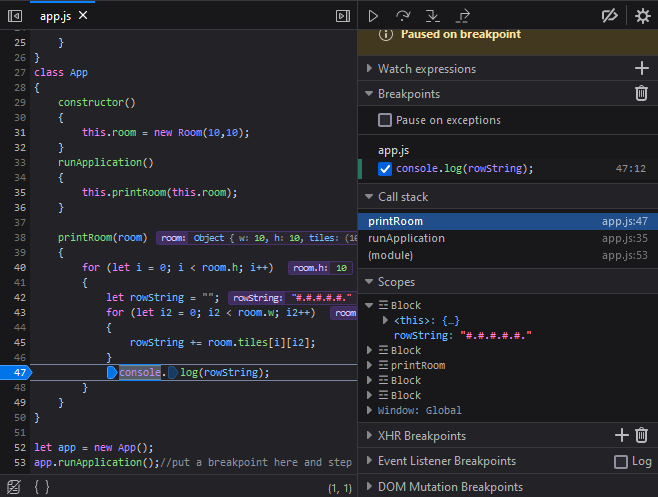 app.js
25 }
26 }
27 class App
28 {
29 constructor()
30 {
31 this.room = new Room(10,10);
32 }
33 runApplication()
34 {
35 this.printRoom(this.room);
36 }
37
38 printRoom(room) room: Object { w: 10, h: 10, tiles: (10
39 {
40 for (let i = 0; i < room.h; i++) room.h: 10
41 {
42 let rowString = ""; rowString: "#.#.#.#.#."
43 for (let i2 = 0; i2 < room.w; i2++) room
44 {
45 rowString += room.tiles[i][i2];
46 }
47 console.log(rowString);
48 }
49 }
50 }
51
52 let app = new App();
53 app.runApplication();//put a breakpoint here and step
{ } (1, 1)
Paused on breakpoint
Watch expressions
Breakpoints
Pause on exceptions
app.js
console.log(rowString); 47:12
Call stack
printRoom app.js:47
runApplication app.js:35
(module) app.js:53
Scopes
Block
<this>: {…}
rowString: "#.#.#.#.#."
Block
printRoom
Block
Block
Window: Global
XHR Breakpoints
Event Listener Breakpoints Log
DOM Mutation Breakpoints